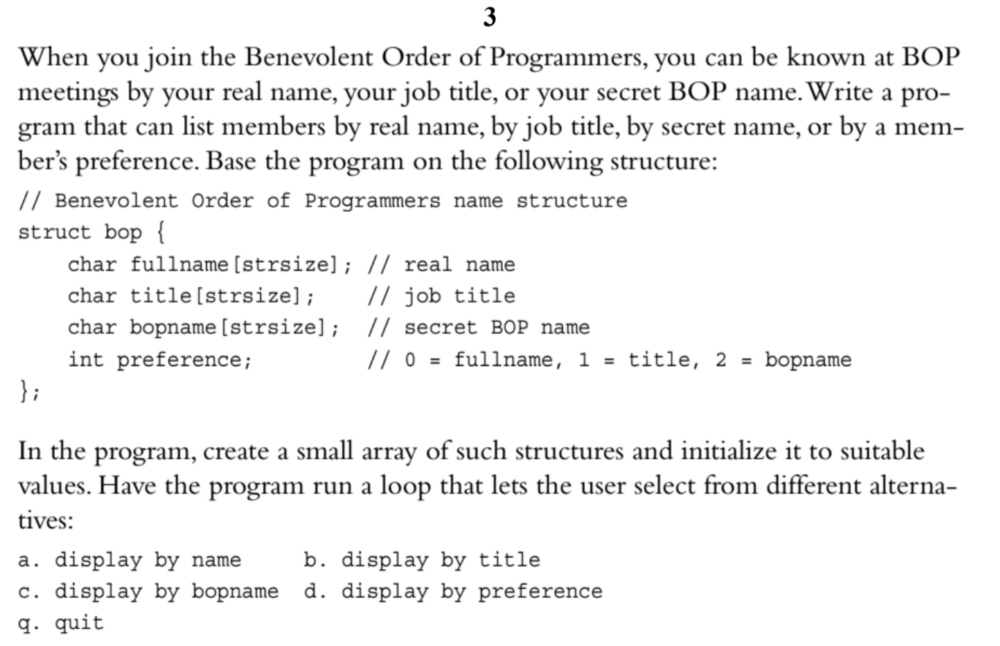 3
When you join the Benevolent Order of Programmers, you can be known at BOP
meetings by your real name, your job title, or your secret BOP name. Write a pro-
gram that can list members by real name, by job title, by secret name, or by a mem-
ber’s preference. Base the program on the following structure:
// Benevolent Order of Programmers name structure
struct bop {
    char fullname[strsize]; // real name
    char title[strsize];    // job title
    char bopname[strsize];  // secret BOP name
    int preference;         // 0 = fullname, 1 = title, 2 = bopname
};
In the program, create a small array of such structures and initialize it to suitable
values. Have the program run a loop that lets the user select from different alterna-
tives:
a. display by name     b. display by title
c. display by bopname  d. display by preference
q. quit